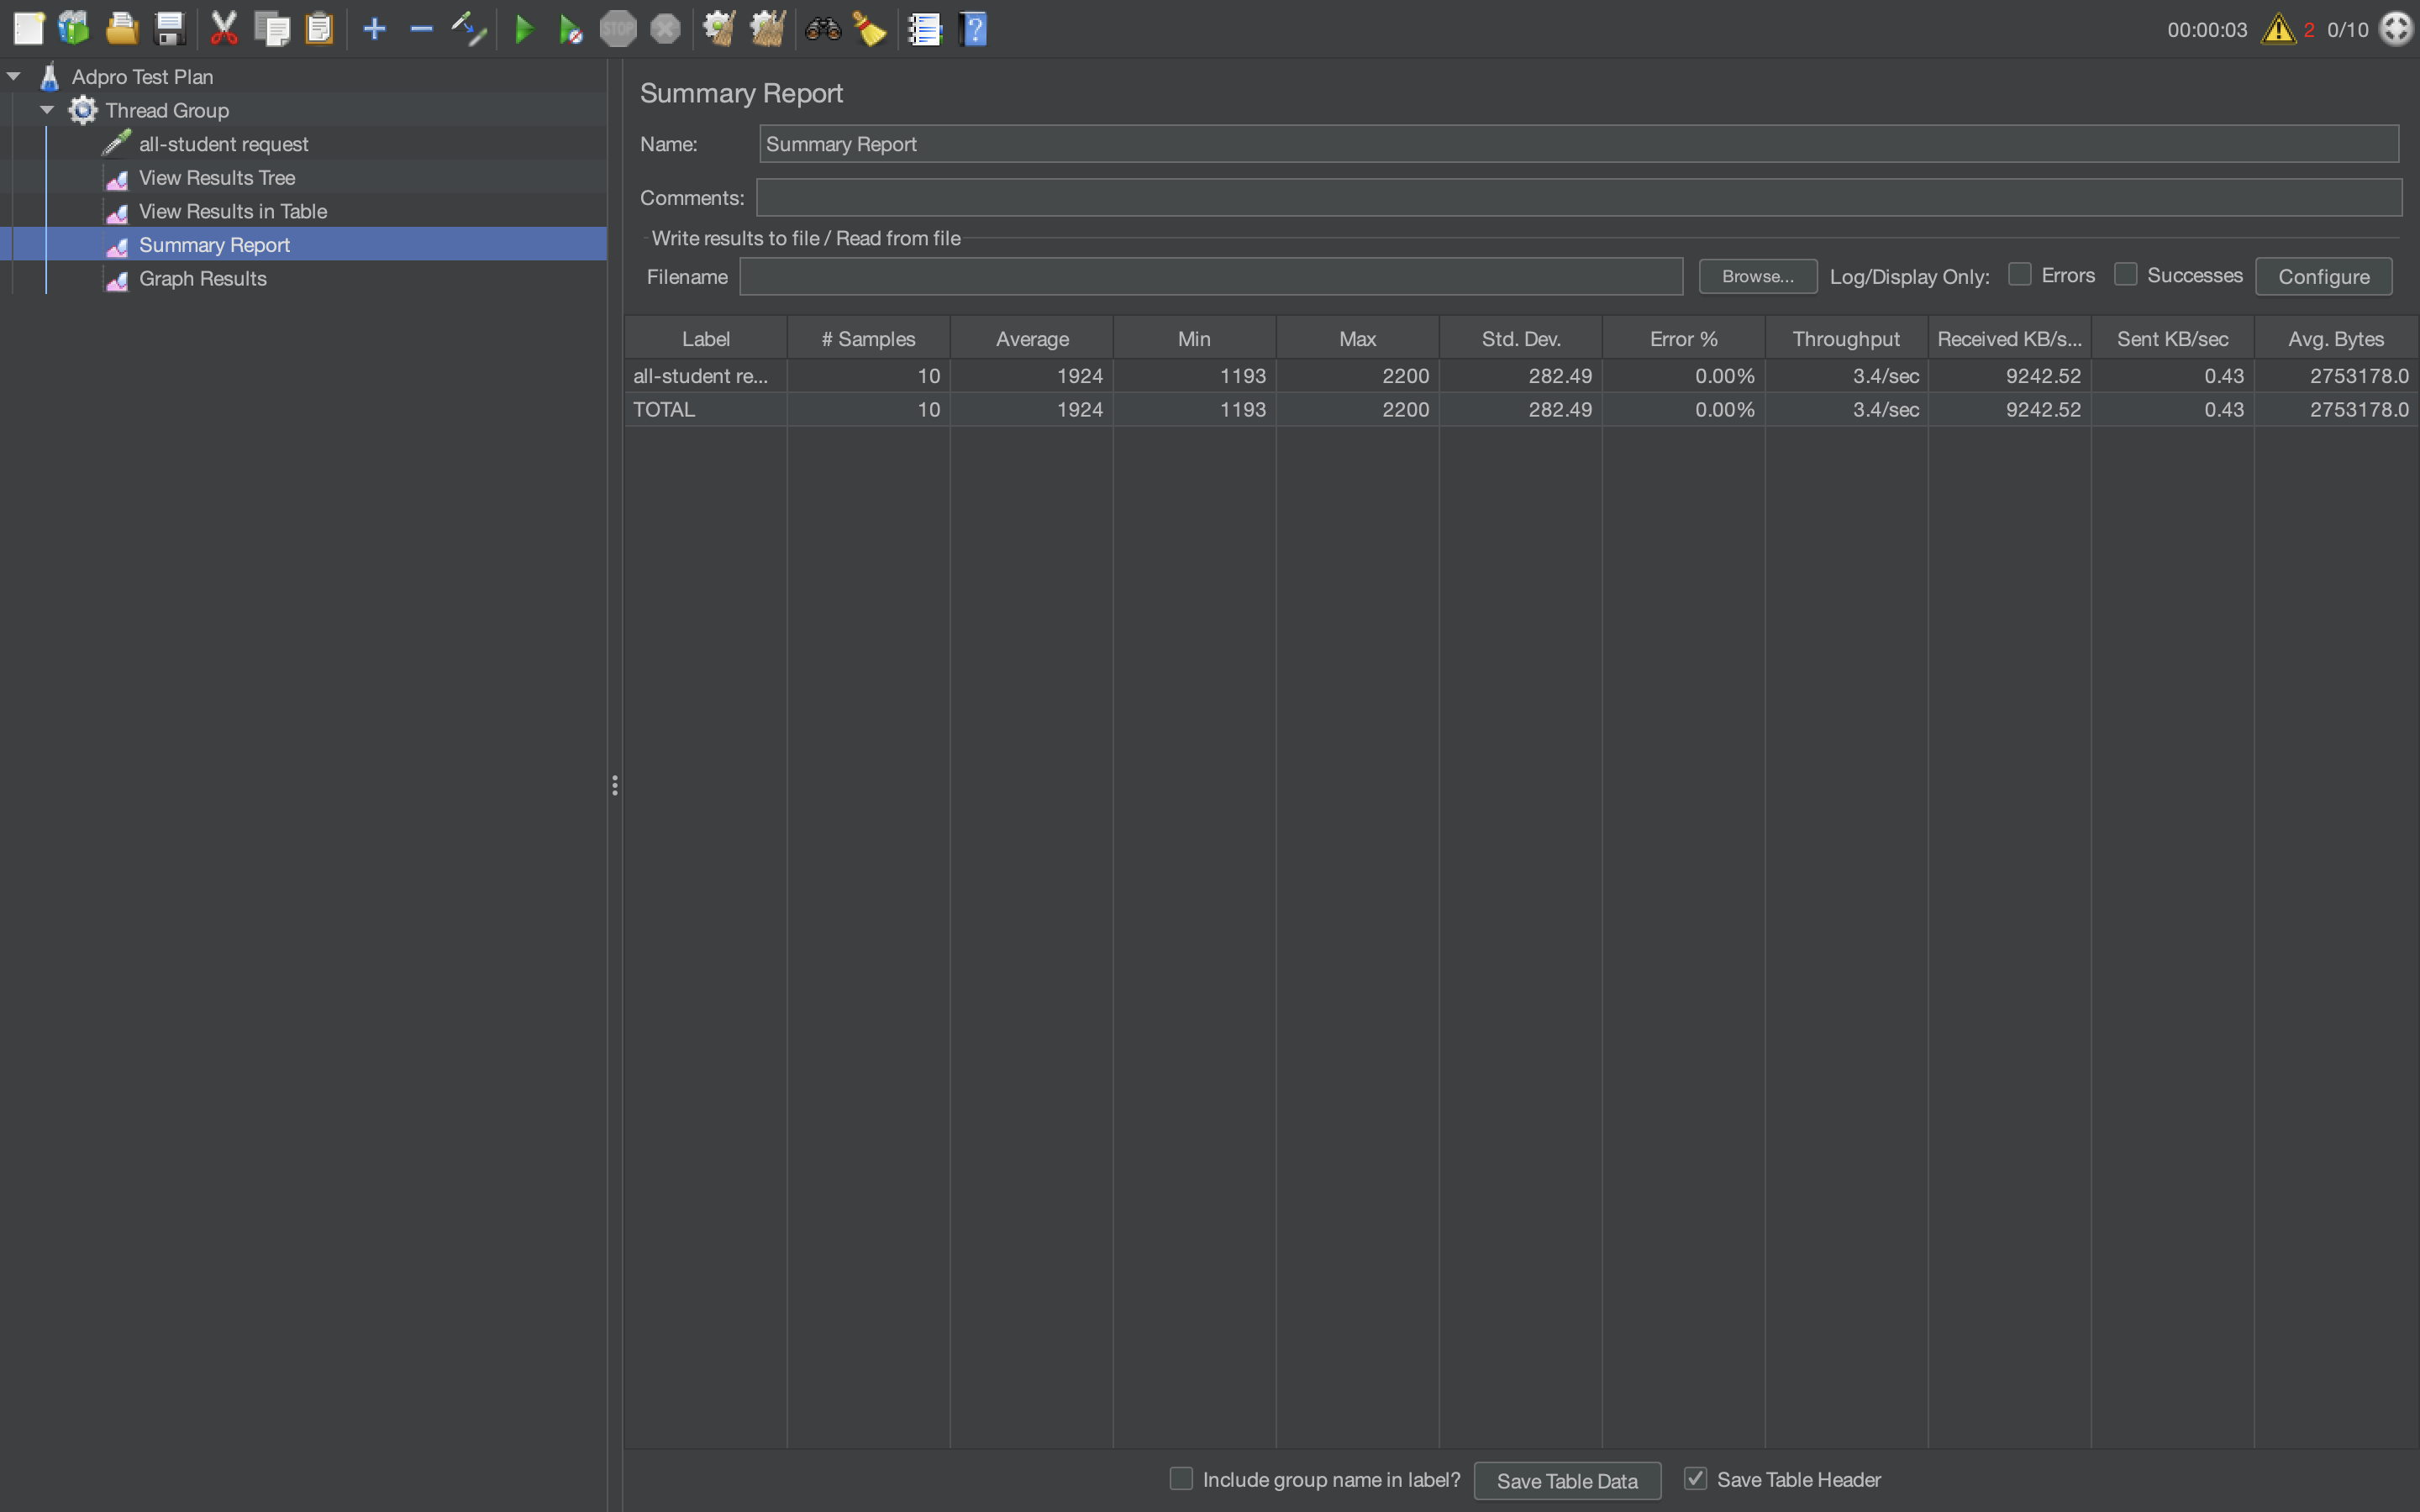 STOP
00:00:03 2 0/10
Adpro Test Plan
Thread Group
all-student request
View Results Tree
View Results in Table
Summary Report
Graph Results
Summary Report
Name: Summary Report
Comments:
Write results to file / Read from file
Filename Browse... Log/Display Only: Errors Successes Configure
Label # Samples Average Min Max Std. Dev. Error % Throughput Received KB/s... Sent KB/sec Avg. Bytes
all-student re... 10 1924 1193 2200 282.49 0.00% 3.4/sec 9242.52 0.43 2753178.0
TOTAL 10 1924 1193 2200 282.49 0.00% 3.4/sec 9242.52 0.43 2753178.0
Include group name in label? Save Table Data Save Table Header